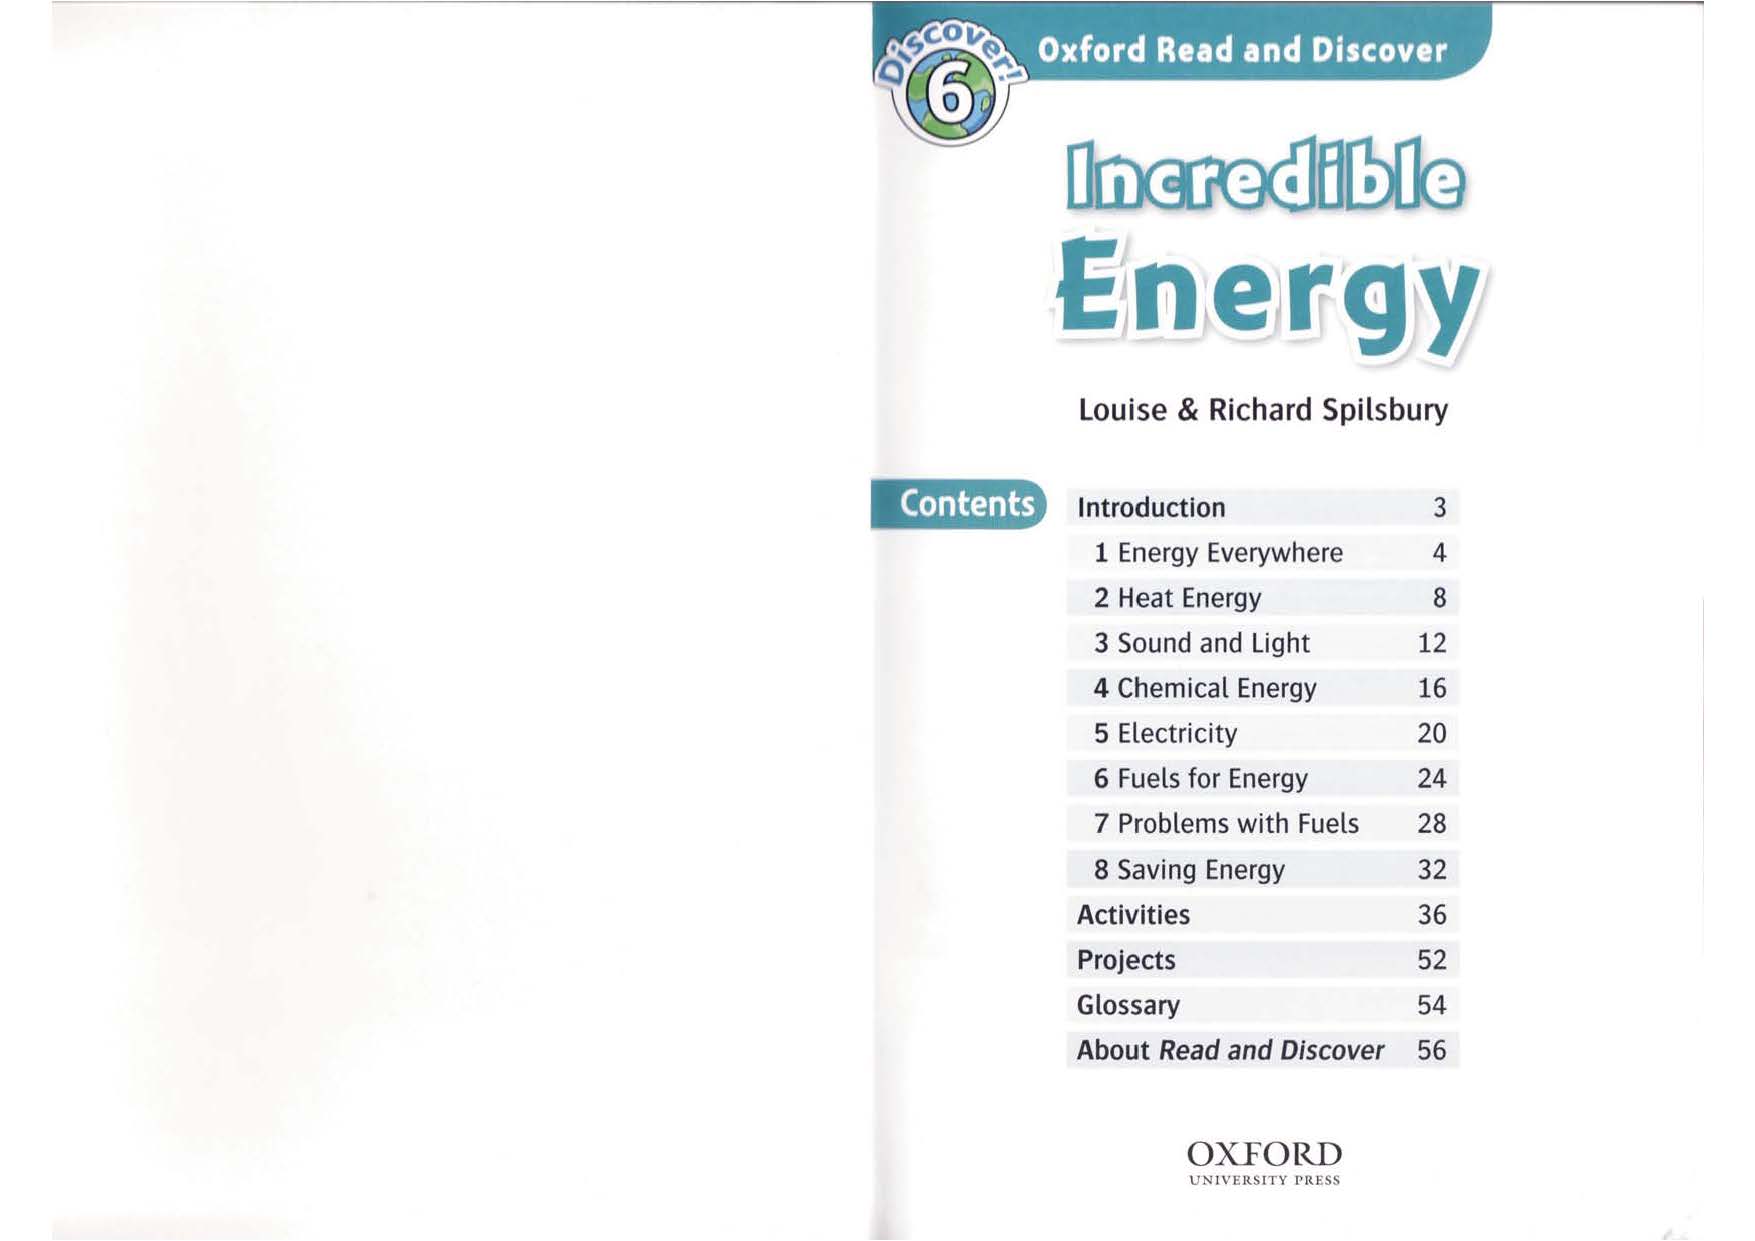 Discover!
6
Oxford Read and Discover
Incredible
Energy
Louise & Richard Spilsbury
Contents
Introduction 3
1 Energy Everywhere 4
2 Heat Energy 8
3 Sound and Light 12
4 Chemical Energy 16
5 Electricity 20
6 Fuels for Energy 24
7 Problems with Fuels 28
8 Saving Energy 32
Activities 36
Projects 52
Glossary 54
About Read and Discover 56
OXFORD
UNIVERSITY PRESS